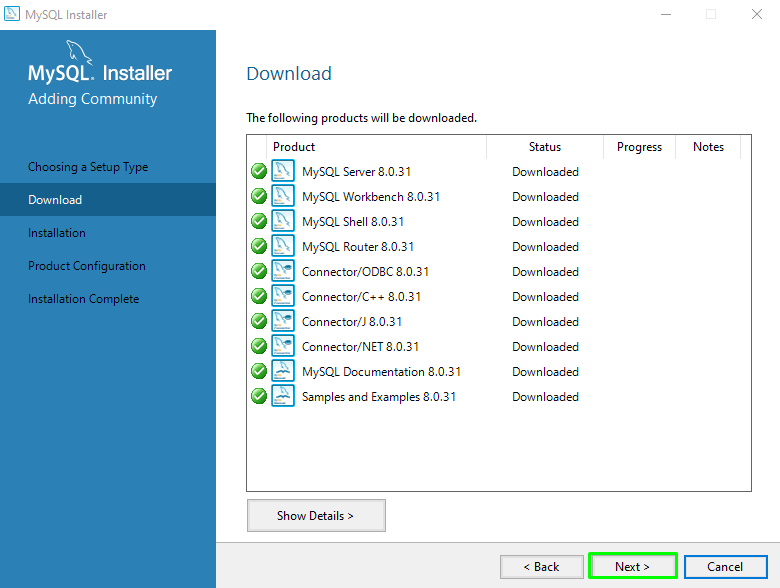 MySQL Installer
MySQL. Installer
Adding Community
Choosing a Setup Type
Download
Installation
Product Configuration
Installation Complete
Download
The following products will be downloaded.
Product Status Progress Notes
MySQL Server 8.0.31 Downloaded
MySQL Workbench 8.0.31 Downloaded
MySQL Shell 8.0.31 Downloaded
MySQL Router 8.0.31 Downloaded
Connector/ODBC 8.0.31 Downloaded
Connector/C++ 8.0.31 Downloaded
Connector/J 8.0.31 Downloaded
Connector/NET 8.0.31 Downloaded
MySQL Documentation 8.0.31 Downloaded
Samples and Examples 8.0.31 Downloaded
Show Details >
< Back Next > Cancel